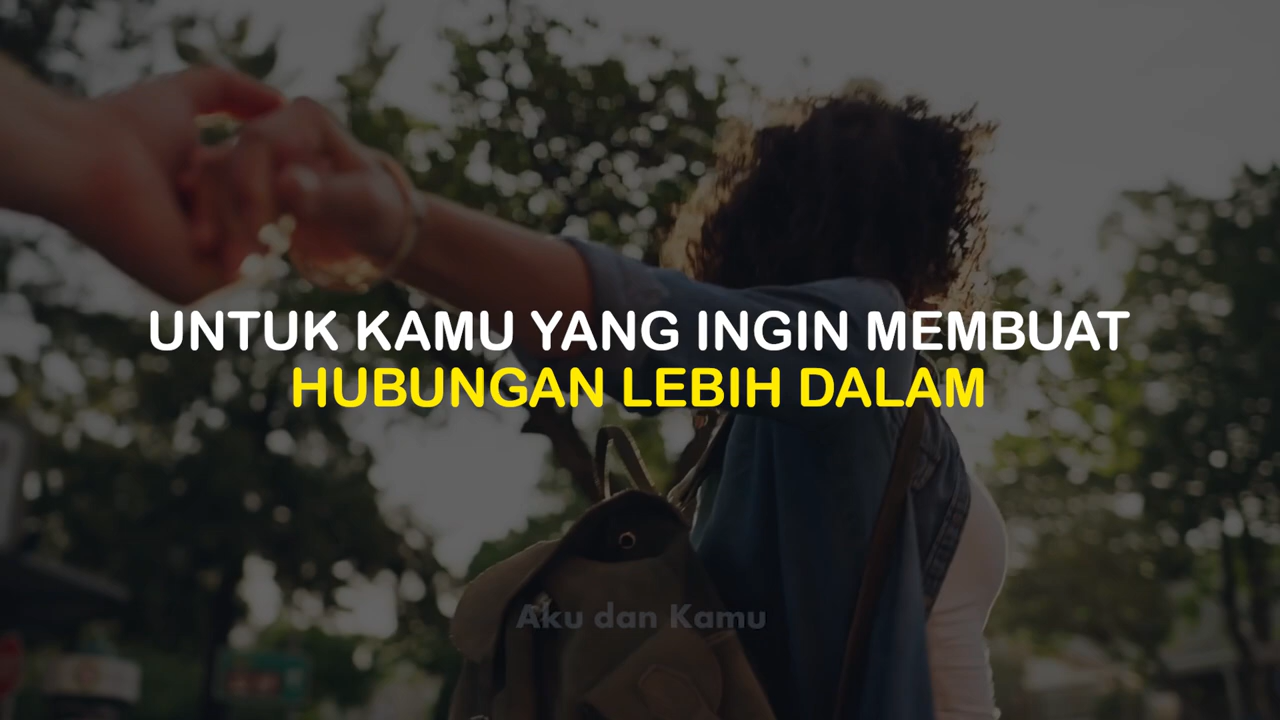 UNTUK KAMU YANG INGIN MEMBUAT
HUBUNGAN LEBIH DALAM
Aku dan Kamu